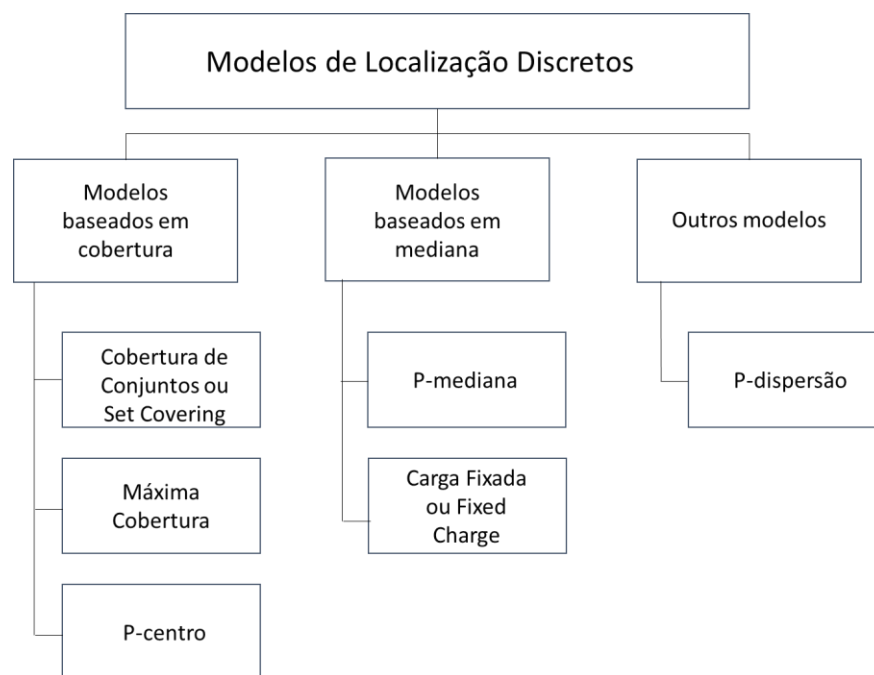 Modelos de Localização Discretos
Modelos
baseados em
cobertura
Modelos
baseados em
mediana
Outros modelos
Cobertura de
Conjuntos ou
Set Covering
P-mediana
P-dispersão
Máxima
Cobertura
Carga Fixada
ou Fixed
Charge
P-centro